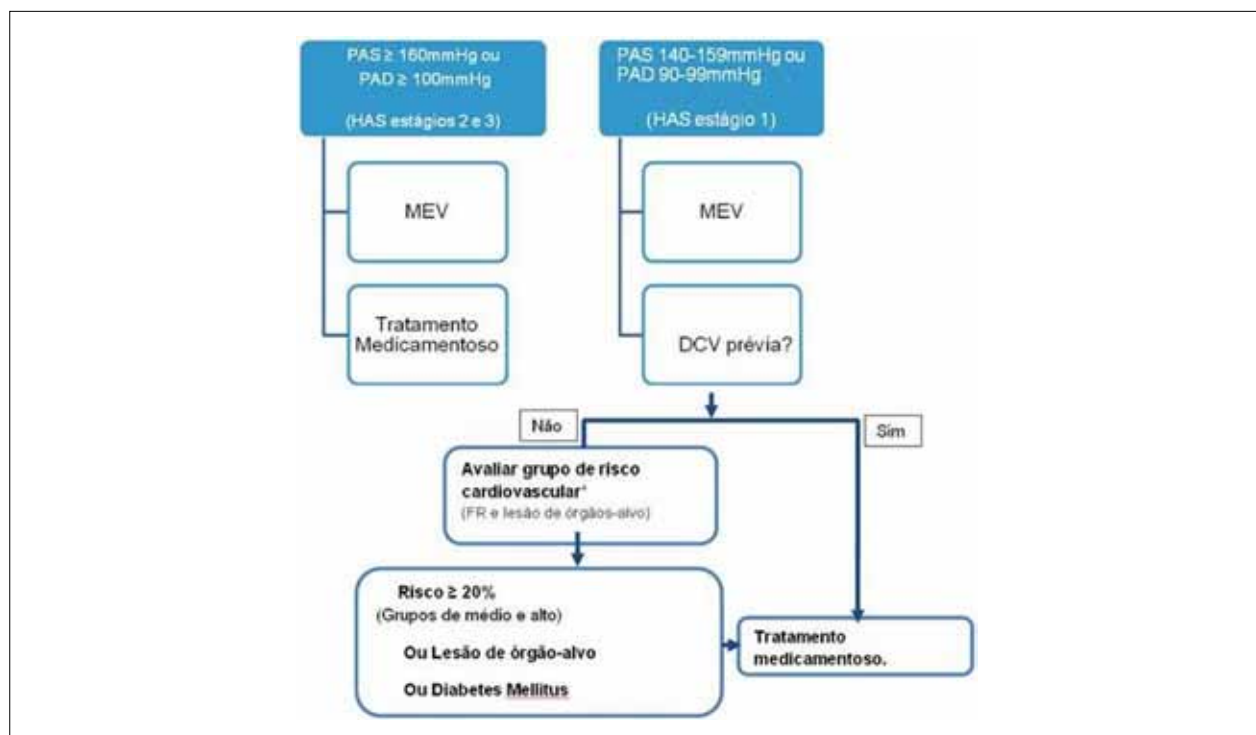 PAS ≥ 160mmHg ou
PAD ≥ 100mmHg
(HAS estágios 2 e 3)
MEV
Tratamento
Medicamentoso
PAS 140-159mmHg ou
PAD 90-99mmHg
(HAS estágio 1)
MEV
DCV prévia?
Não
Sim
Avaliar grupo de risco
cardiovascular*
(FR e lesão de órgãos-alvo)
Risco ≥ 20%
(Grupos de médio e alto)
Ou Lesão de órgão-alvo
Ou Diabetes Mellitus
Tratamento
medicamentoso.